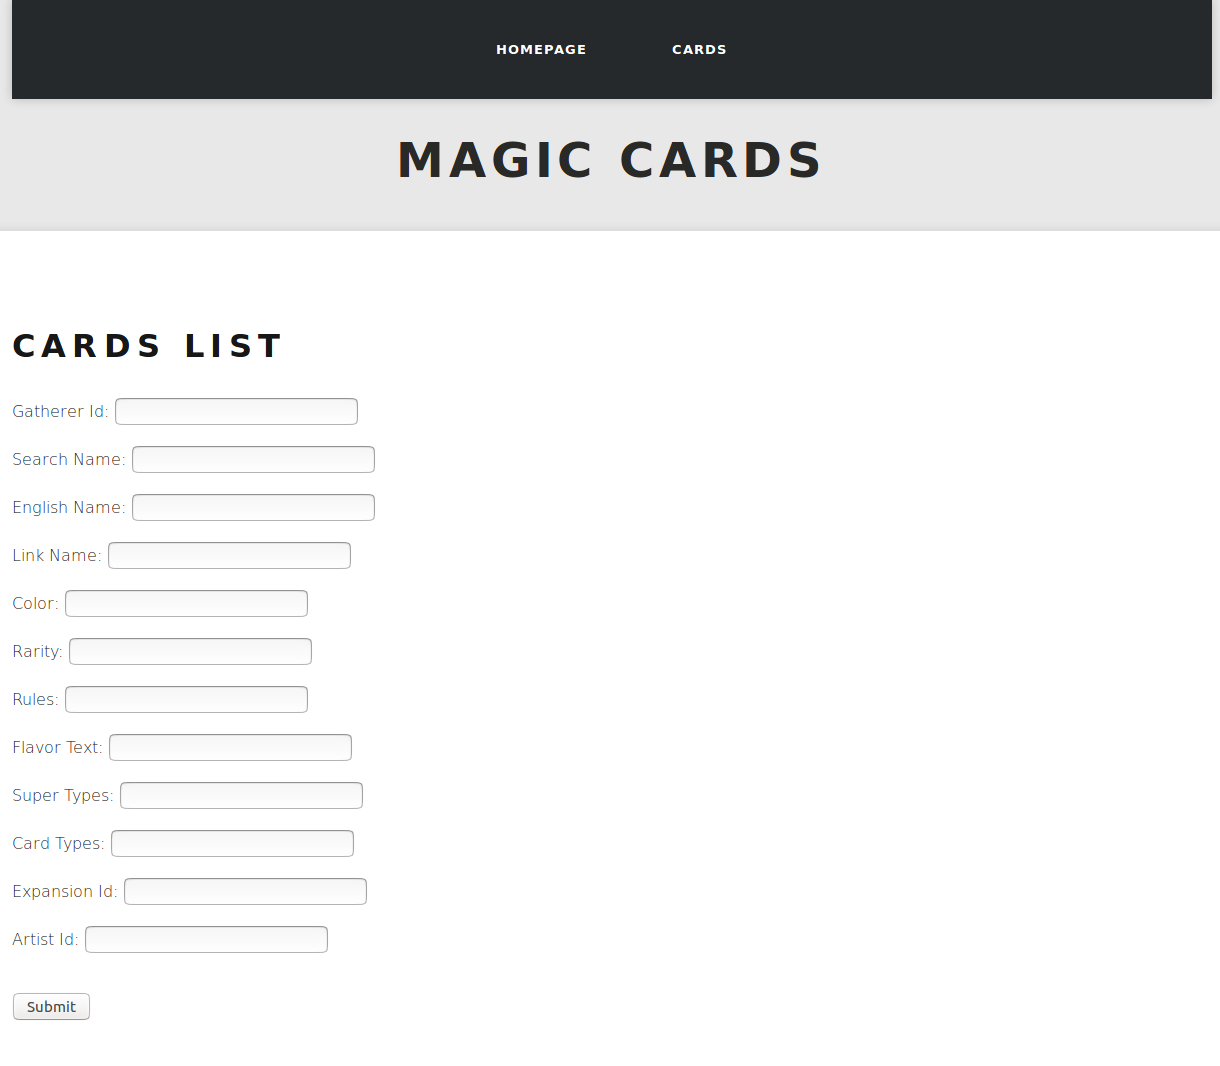 HOMEPAGE CARDS
MAGIC CARDS
CARDS LIST
Gatherer Id:
Search Name:
English Name:
Link Name:
Color:
Rarity:
Rules:
Flavor Text:
Super Types:
Card Types:
Expansion Id:
Artist Id:
Submit